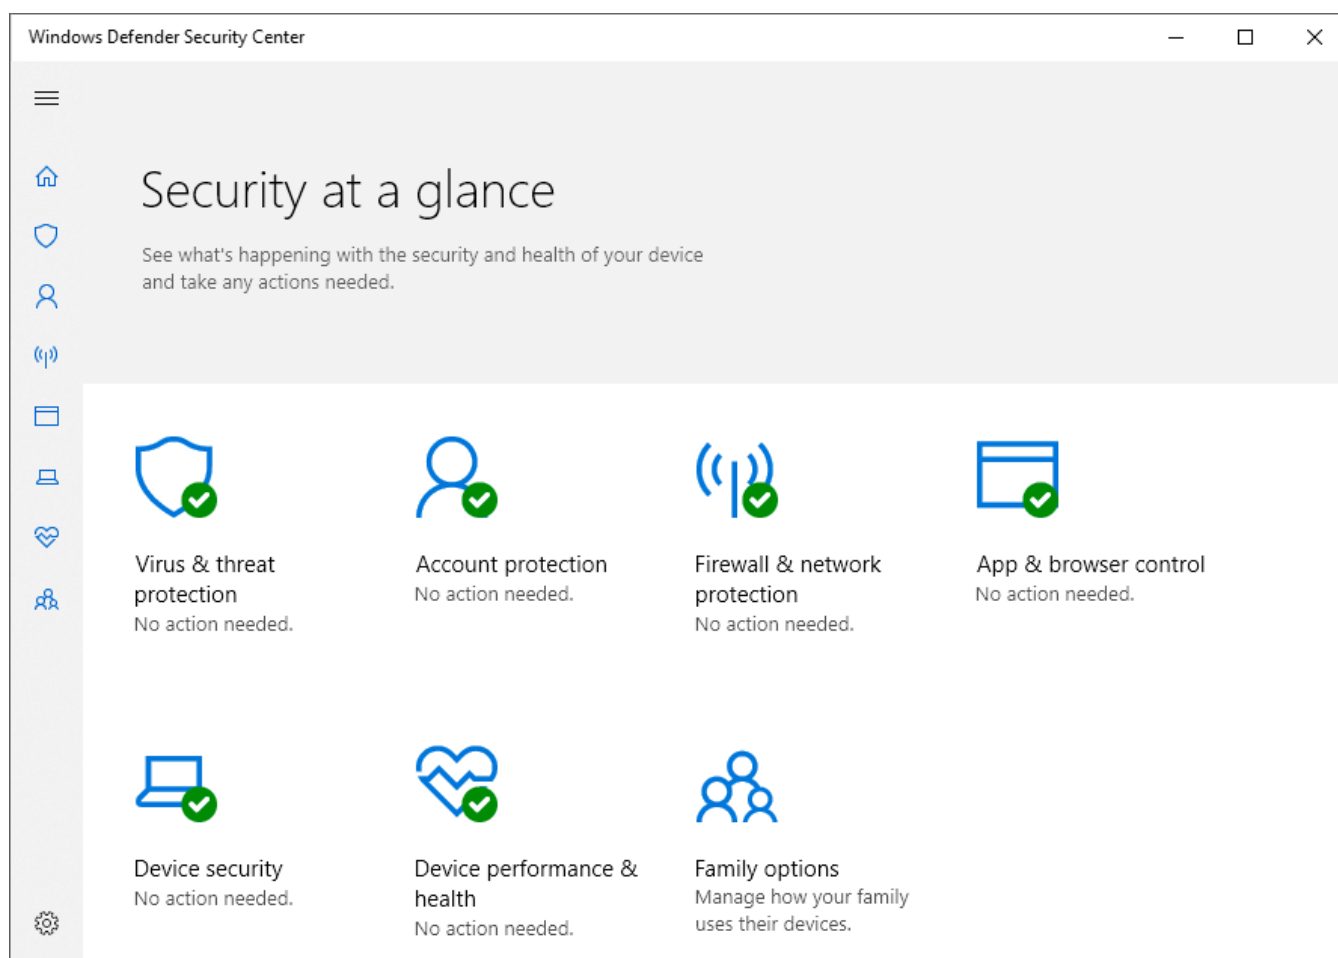 Windows Defender Security Center
Security at a glance
See what's happening with the security and health of your device
and take any actions needed.
Virus & threat
protection
No action needed.
Account protection
No action needed.
Firewall & network
protection
No action needed.
App & browser control
No action needed.
Device security
No action needed.
Device performance &
health
No action needed.
Family options
Manage how your family
uses their devices.